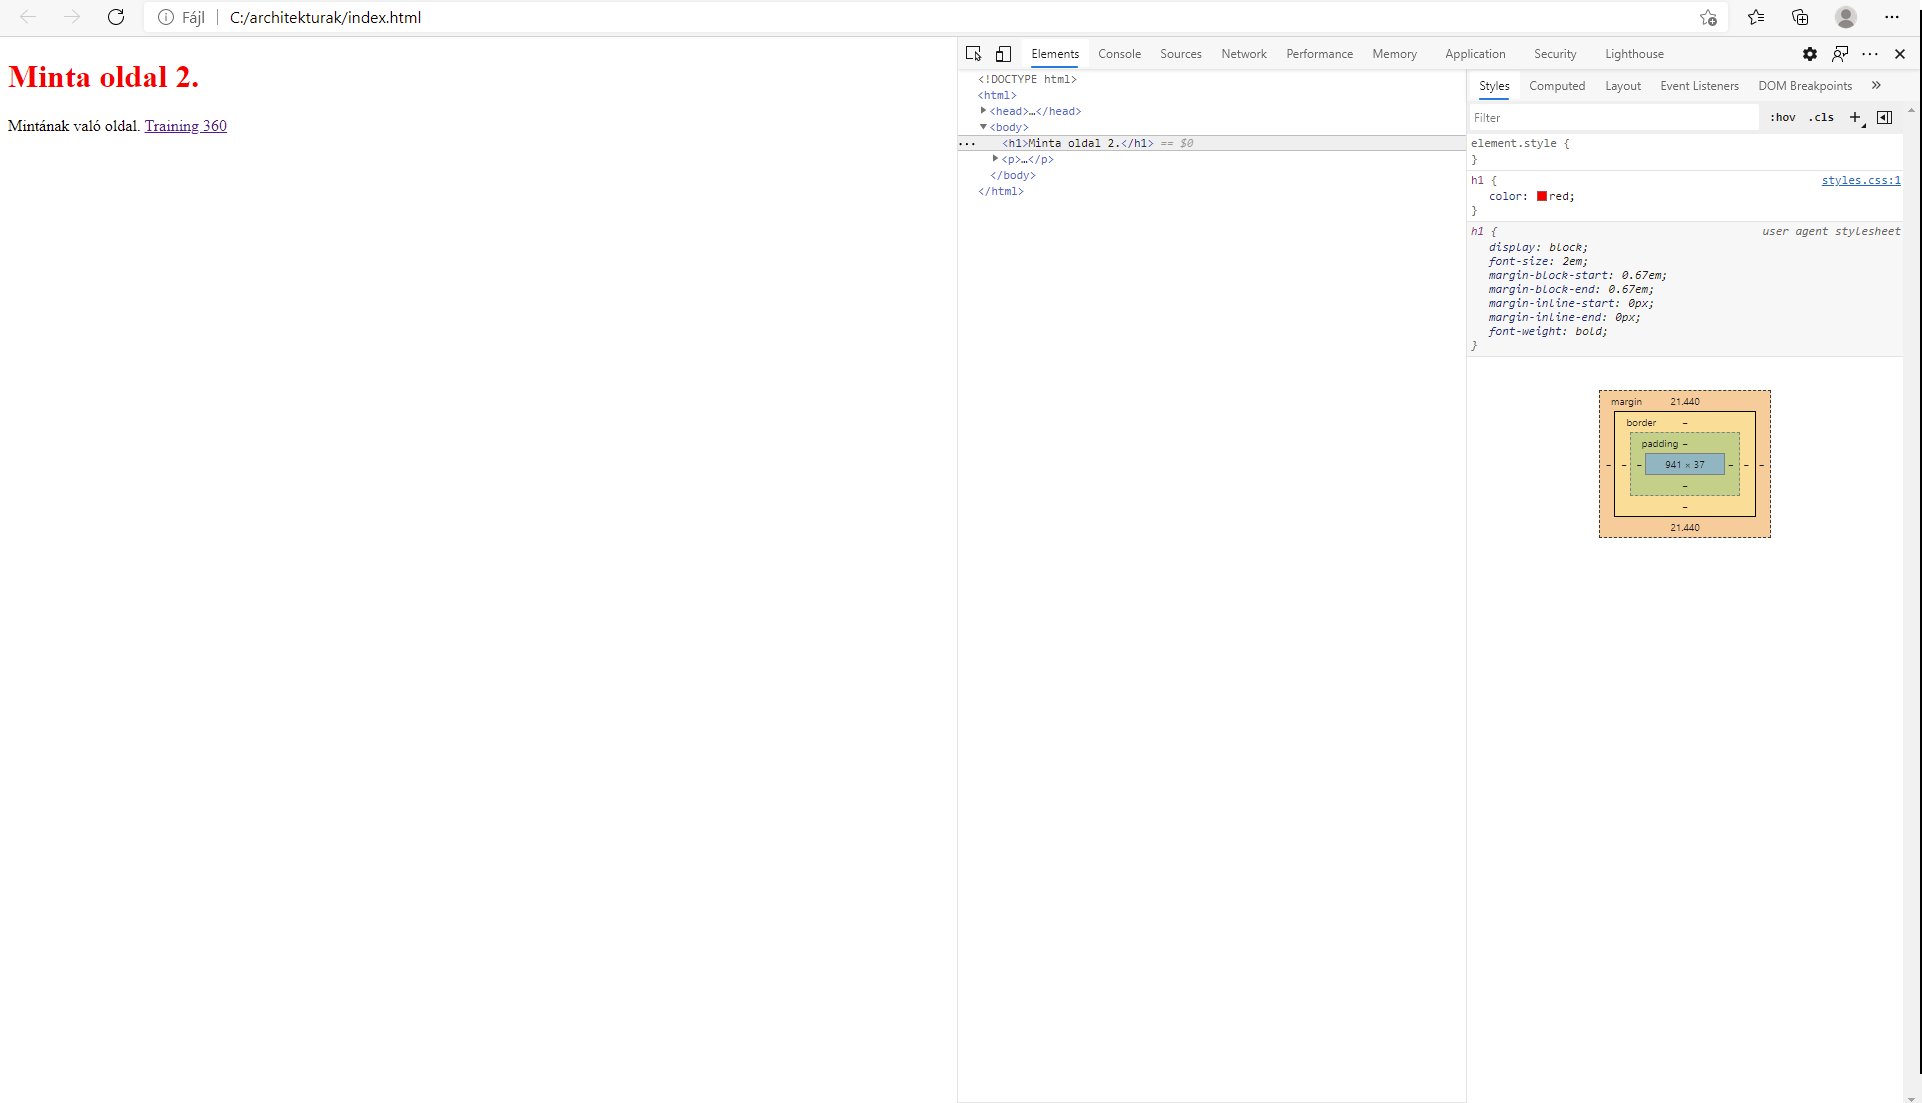 Fájl C:/architekturak/index.html
Minta oldal 2.
Mintának való oldal. Training 360
Elements Console Sources Network Performance Memory Application Security Lighthouse
<!DOCTYPE html>
<html>
<head>…</head>
<body>
<h1>Minta oldal 2.</h1> == $0
<p>…</p>
</body>
</html>
Styles Computed Layout Event Listeners DOM Breakpoints »
Filter :hov .cls +
element.style {
}
h1 { styles.css:1
color: red;
}
h1 { user agent stylesheet
display: block;
font-size: 2em;
margin-block-start: 0.67em;
margin-block-end: 0.67em;
margin-inline-start: 0px;
margin-inline-end: 0px;
font-weight: bold;
}
margin 21.440
border –
padding –
– – – 941 × 37 – – –
–
–
21.440